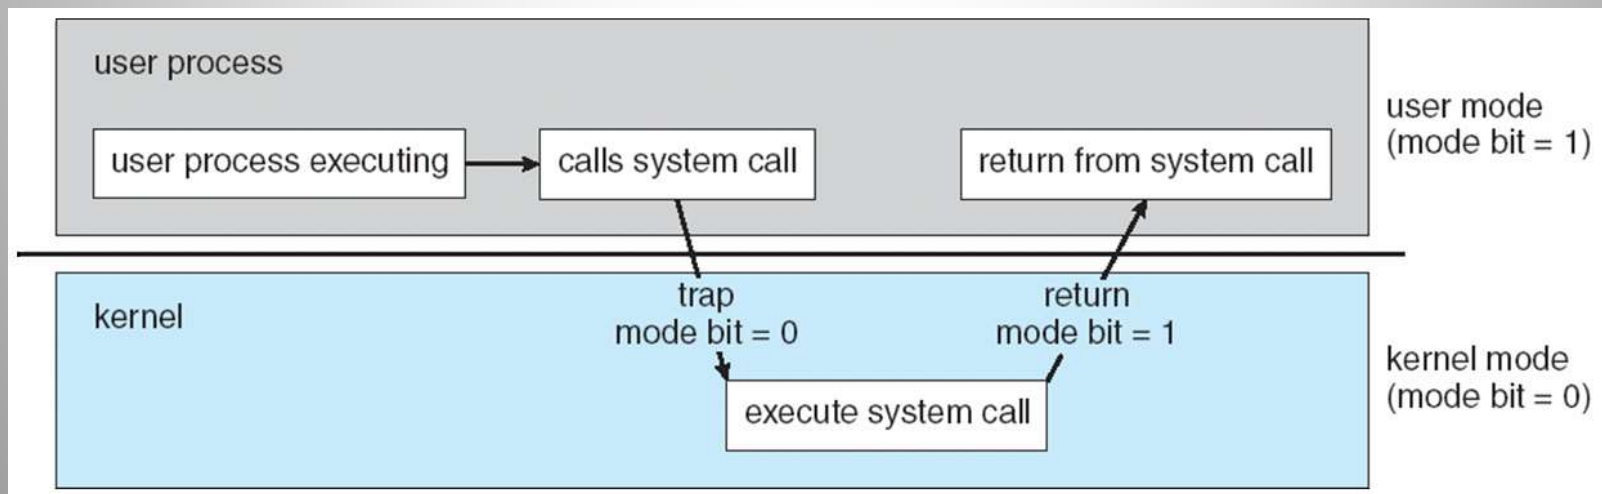 user process
user process executing
calls system call
return from system call
user mode
(mode bit = 1)
kernel
trap
mode bit = 0
return
mode bit = 1
execute system call
kernel mode
(mode bit = 0)